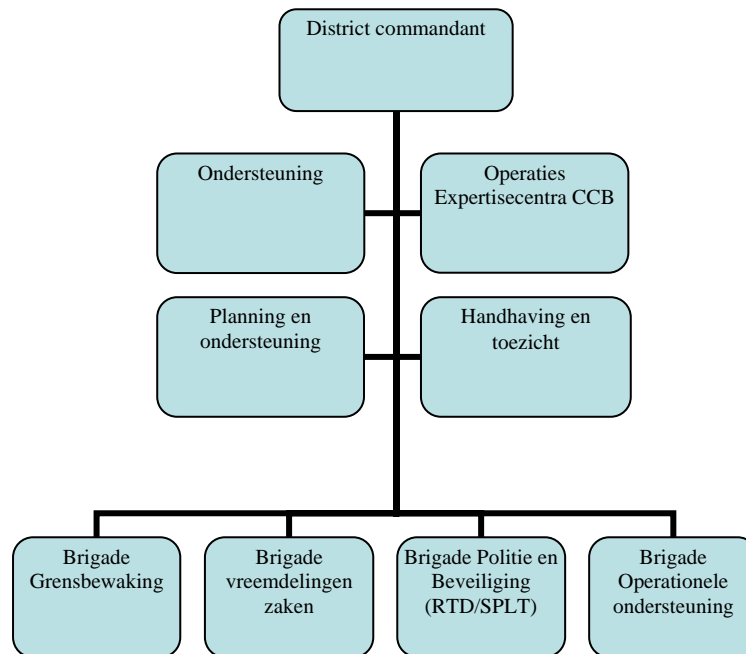 District commandant
Ondersteuning
Operaties
Expertisecentra CCB
Planning en
ondersteuning
Handhaving en
toezicht
Brigade
Grensbewaking
Brigade
vreemdelingen
zaken
Brigade Politie en
Beveiliging
(RTD/SPLT)
Brigade
Operationele
ondersteuning